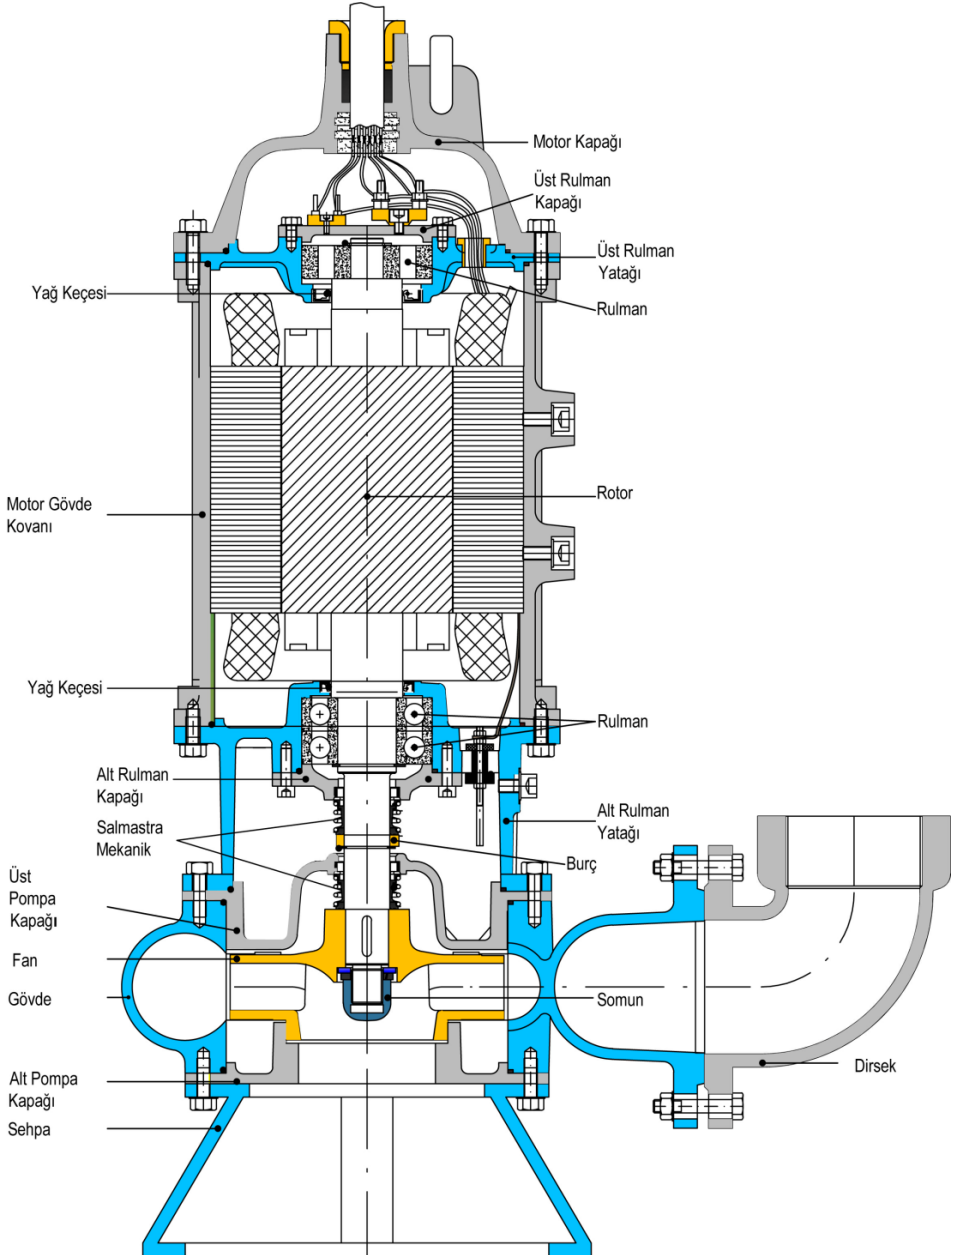 Motor Kapağı
Üst Rulman
Kapağı
Üst Rulman
Yatağı
Yağ Keçesi
Rulman
Rotor
Motor Gövde
Kovanı
Yağ Keçesi
Rulman
Alt Rulman
Kapağı
Salmastra
Mekanik
Alt Rulman
Yatağı
Burç
Üst
Pompa
Kapağı
Fan
Gövde
Somun
Dirsek
Alt Pompa
Kapağı
Sehpa